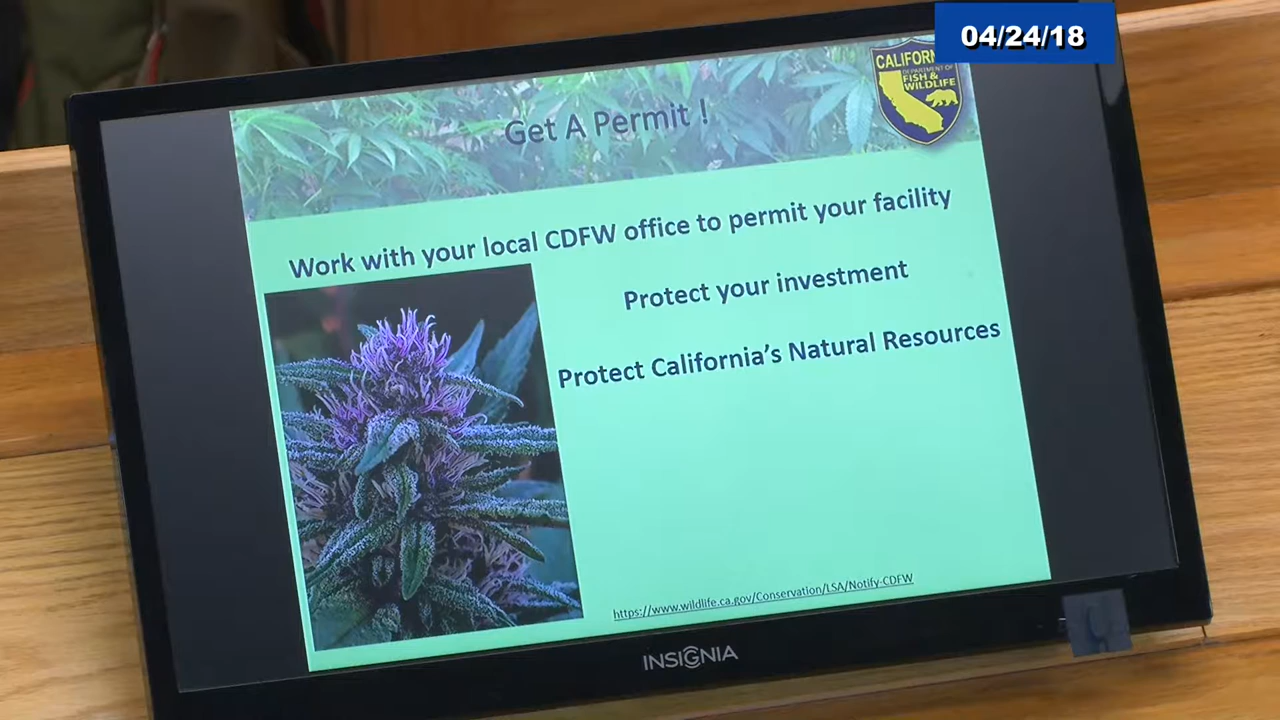 04/24/18
CALIFORNIA
DEPARTMENT OF
FISH &
WILDLIFE
Get A Permit !
Work with your local CDFW office to permit your facility
Protect your investment
Protect California's Natural Resources
https://www.wildlife.ca.gov/Conservation/LSA/Notify-CDFW
INSIGNIA